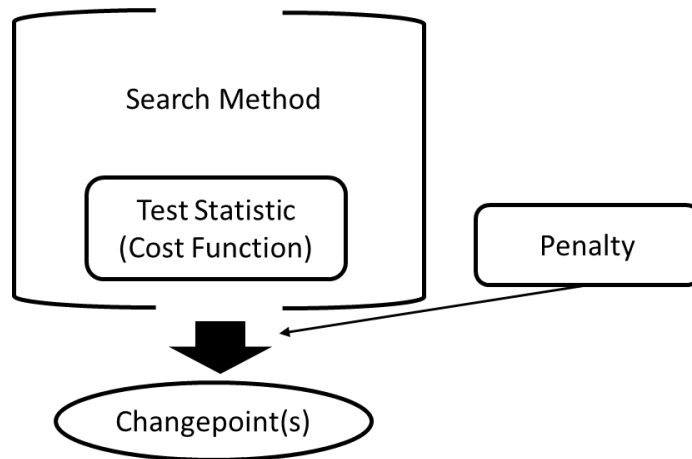 Search Method
Test Statistic
(Cost Function)
Penalty
Changepoint(s)